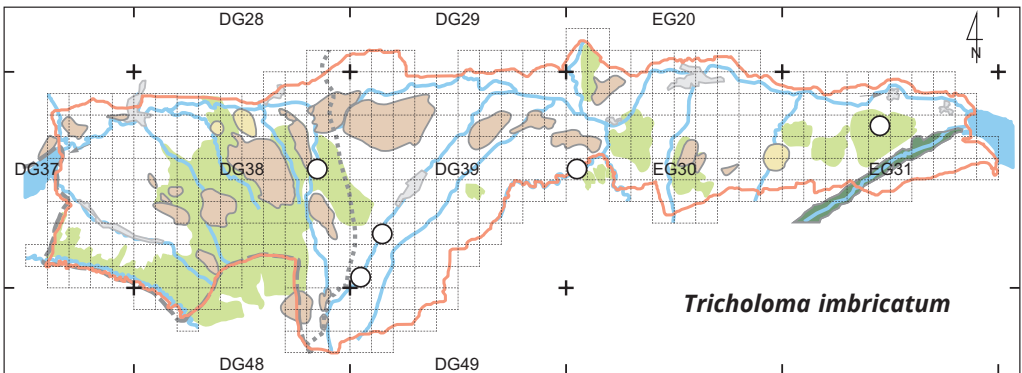 DG28 DG29 EG20
N
DG37 DG38 DG39 EG30 EG31
Tricholoma imbricatum
DG48 DG49